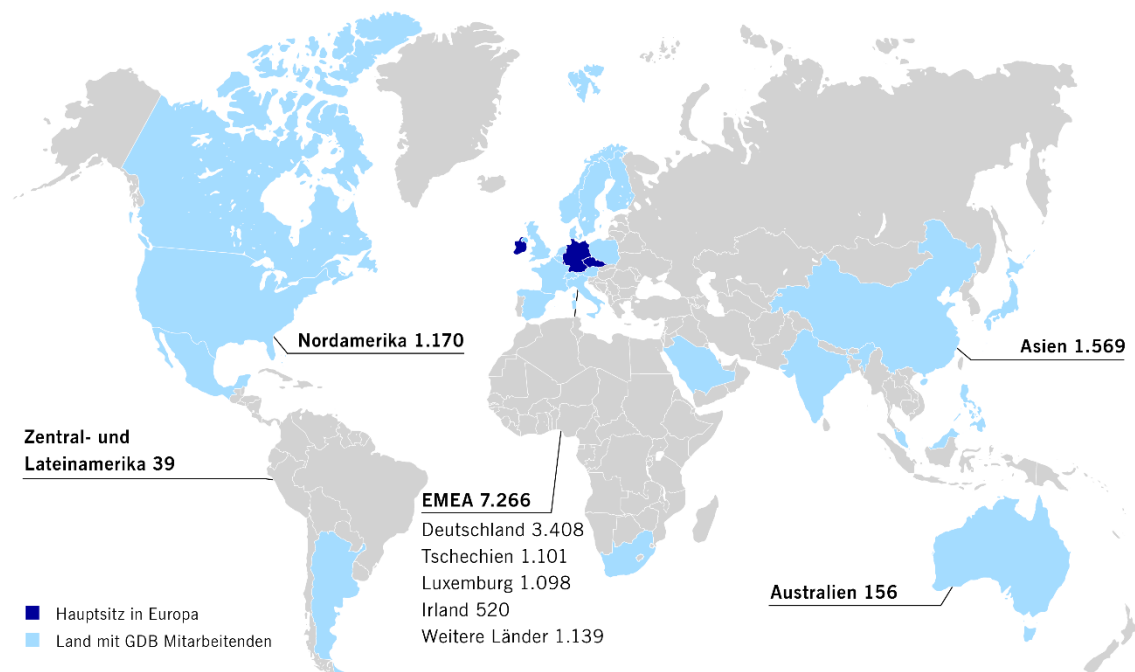 Nordamerika 1.170
Asien 1.569
Zentral- und
Lateinamerika 39
EMEA 7.266
Deutschland 3.408
Tschechien 1.101
Luxemburg 1.098
Irland 520
Weitere Länder 1.139
Australien 156
Hauptsitz in Europa
Land mit GDB Mitarbeitenden